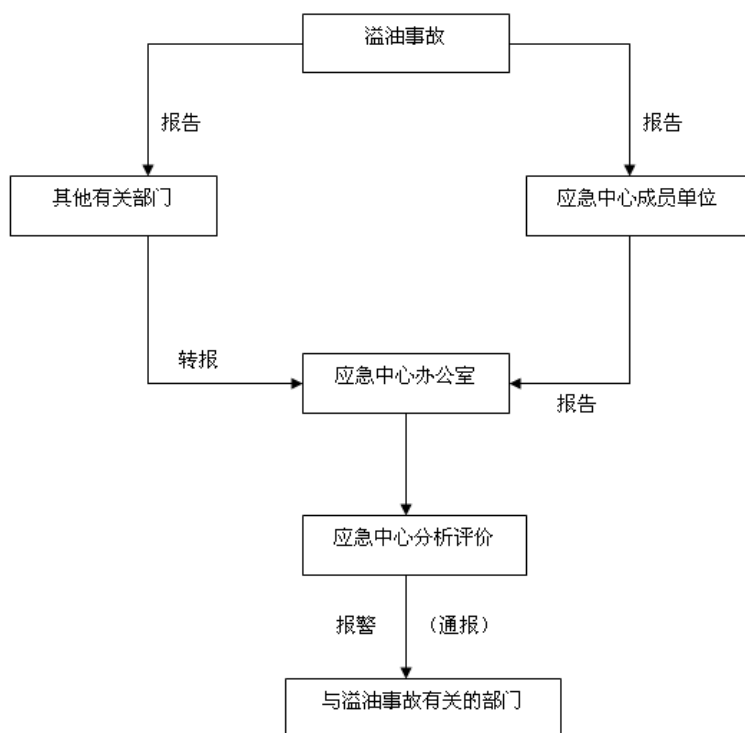 溢油事故
报告
报告
其他有关部门
应急中心成员单位
转报
应急中心办公室
报告
应急中心分析评价
报警 （通报）
与溢油事故有关的部门